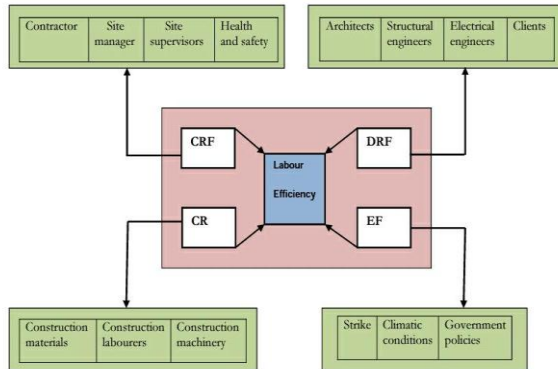 Contractor
Site
manager
Site
supervisors
Health
and safety
Architects
Structural
engineers
Electrical
engineers
Clients
CRF
DRF
Labour
Efficiency
CR
EF
Construction
materials
Construction
labourers
Construction
machinery
Strike
Climatic
conditions
Government
policies